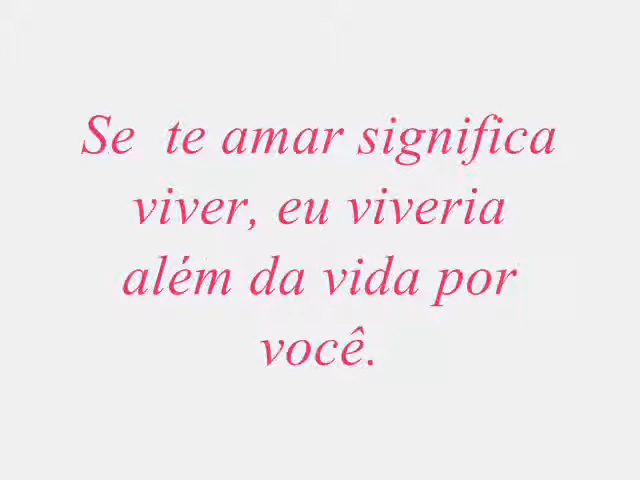 Se  te amar significa
viver, eu viveria
além da vida por
você.